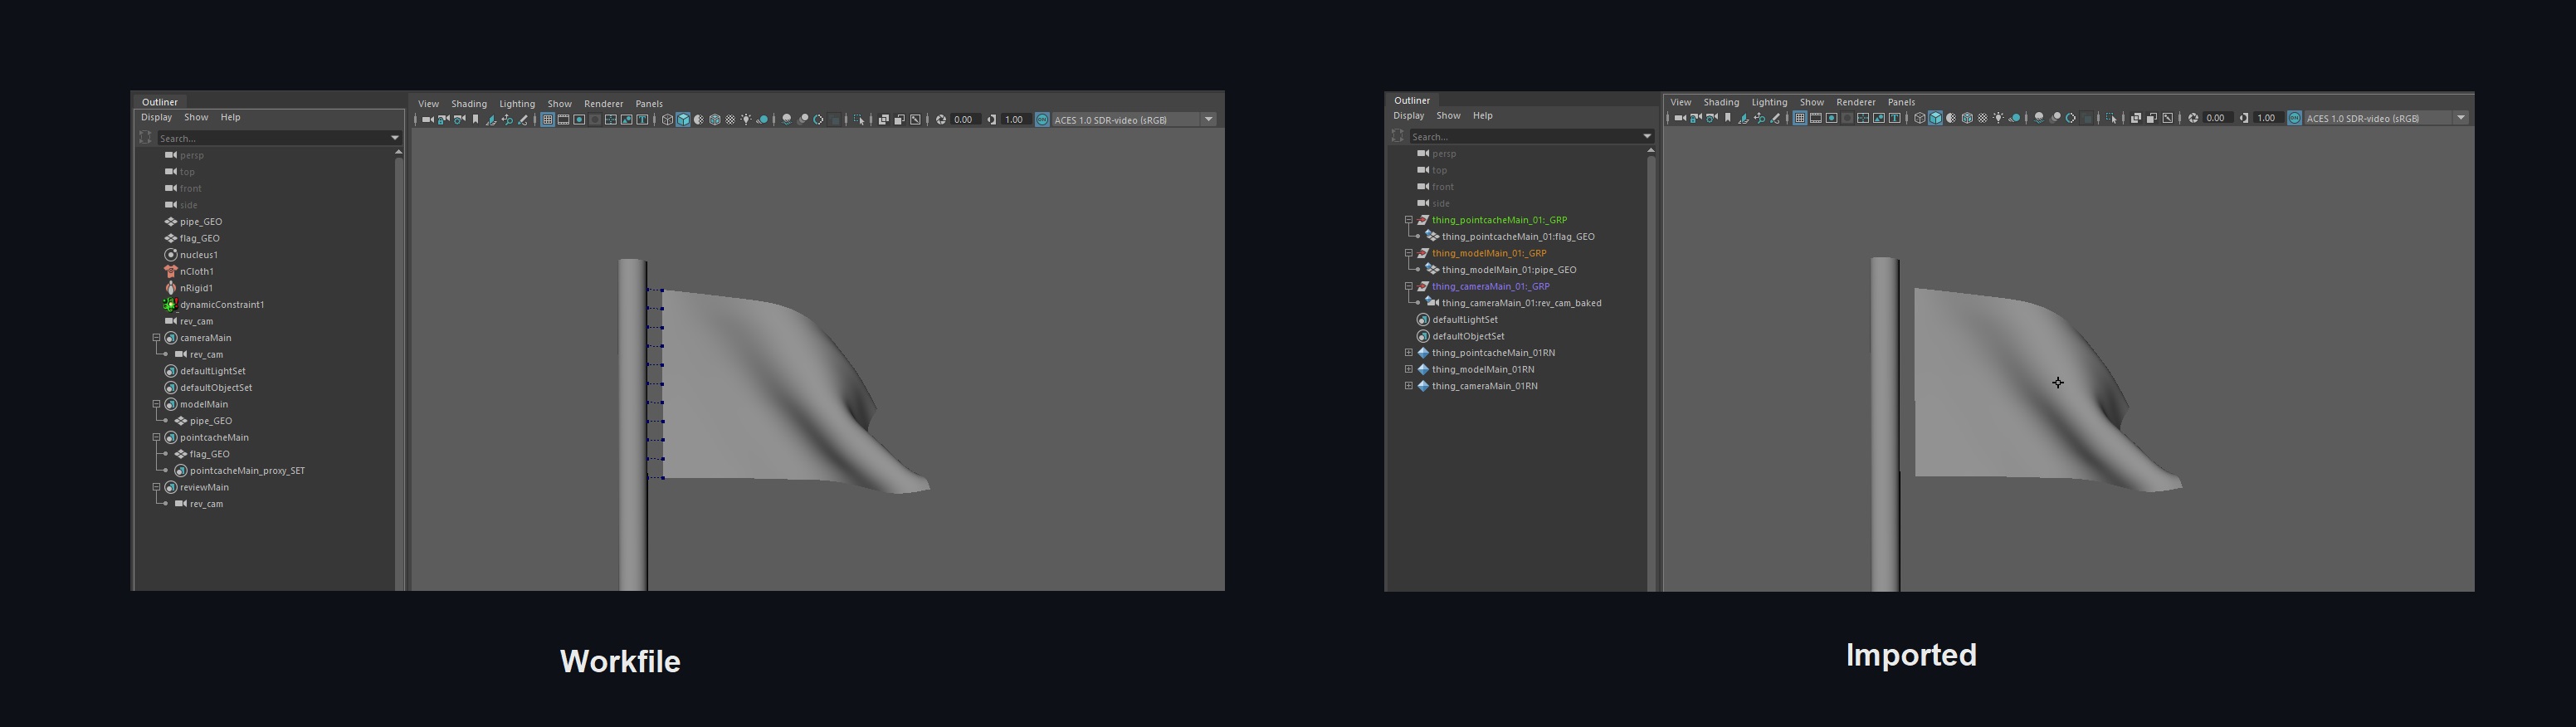 Outliner
Display Show Help
Search...
persp
top
front
side
pipe_GEO
flag_GEO
nucleus1
nCloth1
nRigid1
dynamicConstraint1
rev_cam
cameraMain
rev_cam
defaultLightSet
defaultObjectSet
modelMain
pipe_GEO
pointcacheMain
flag_GEO
pointcacheMain_proxy_SET
reviewMain
rev_cam
View Shading Lighting Show Renderer Panels
0.00 1.00 ACES 1.0 SDR-video (sRGB)
Workfile
Outliner
Display Show Help
Search...
persp
top
front
side
thing_pointcacheMain_01:_GRP
thing_pointcacheMain_01:flag_GEO
thing_modelMain_01:_GRP
thing_modelMain_01:pipe_GEO
thing_cameraMain_01:_GRP
thing_cameraMain_01:rev_cam_baked
defaultLightSet
defaultObjectSet
thing_pointcacheMain_01RN
thing_modelMain_01RN
thing_cameraMain_01RN
View Shading Lighting Show Renderer Panels
0.00 1.00 ACES 1.0 SDR-video (sRGB)
Imported